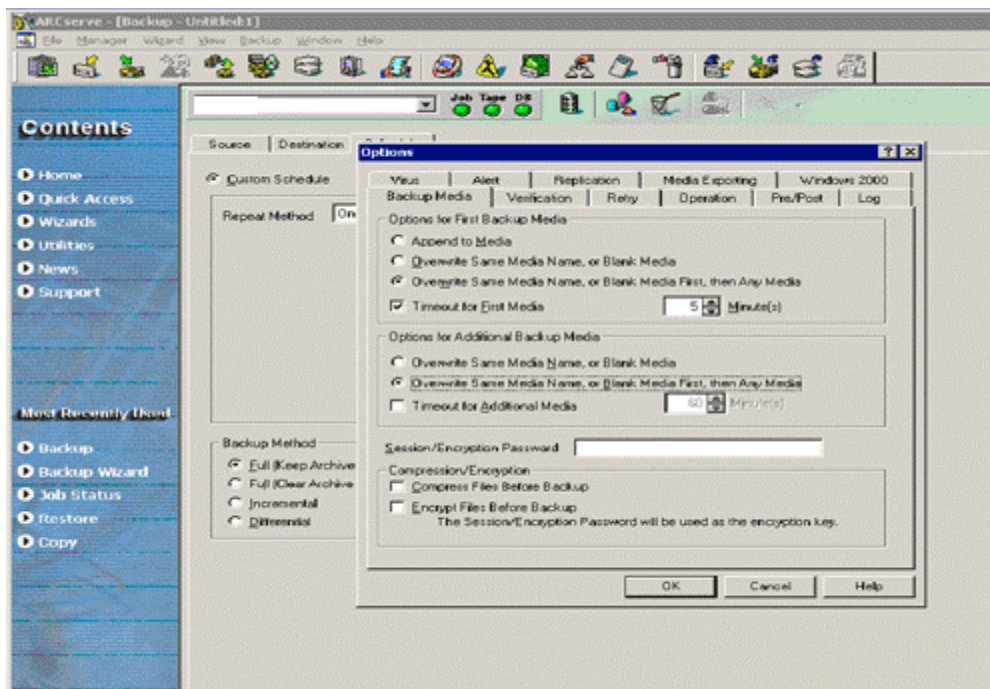 ARCserve - [Backup - Untitled:1]
File Manager Wizard View Backup Window Help
Job Tape DB
Contents
Home
Quick Access
Wizards
Utilities
News
Support
Most Recently Used
Backup
Backup Wizard
Job Status
Restore
Copy
Source Destination
Custom Schedule
Repeat Method
Backup Method
Full (Keep Archive
Full (Clear Archive
Incremental
Differential
Options
Virus Alert Replication Media Exporting Windows 2000
Backup Media Verification Retry Operation Pre/Post Log
Options for First Backup Media
Append to Media
Overwrite Same Media Name, or Blank Media
Overwrite Same Media Name, or Blank Media First, then Any Media
Timeout for First Media 5 Minute(s)
Options for Additional Backup Media
Overwrite Same Media Name, or Blank Media
Overwrite Same Media Name, or Blank Media First, then Any Media
Timeout for Additional Media 60 Minute(s)
Session/Encryption Password
Compression/Encryption
Compress Files Before Backup
Encrypt Files Before Backup
The Session/Encryption Password will be used as the encryption key.
OK Cancel Help